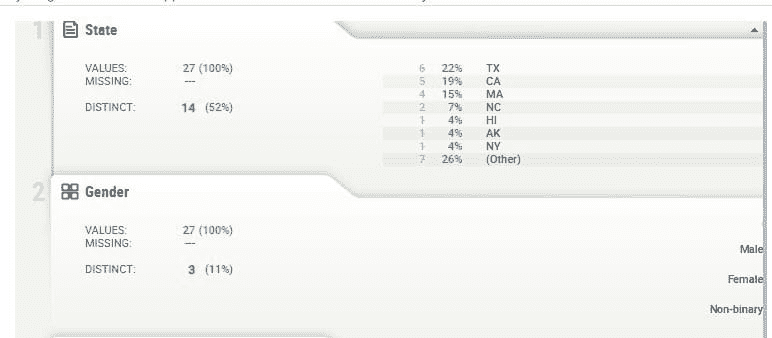 1 State
VALUES: 27 (100%)
MISSING: ---
DISTINCT: 14 (52%)
6 22% TX
5 19% CA
4 15% MA
2 7% NC
1 4% HI
1 4% AK
1 4% NY
7 26% (Other)
2 Gender
VALUES: 27 (100%)
MISSING: ---
DISTINCT: 3 (11%)
Male
Female
Non-binary